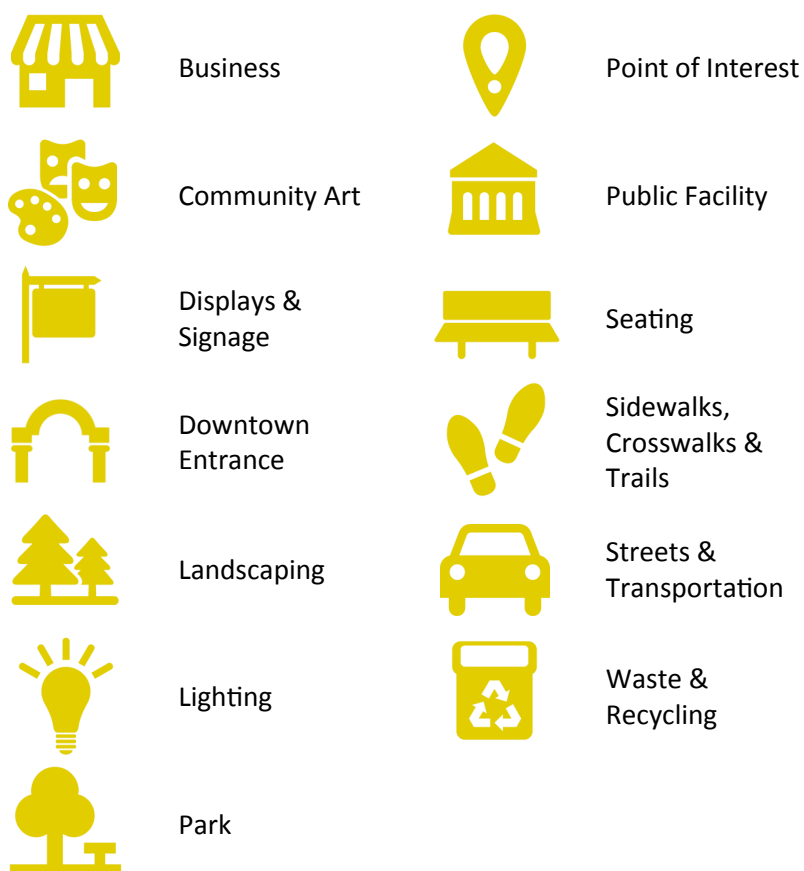 Business
Community Art
Displays &
Signage
Downtown
Entrance
Landscaping
Lighting
Park
Point of Interest
Public Facility
Seating
Sidewalks,
Crosswalks &
Trails
Streets &
Transportation
Waste &
Recycling